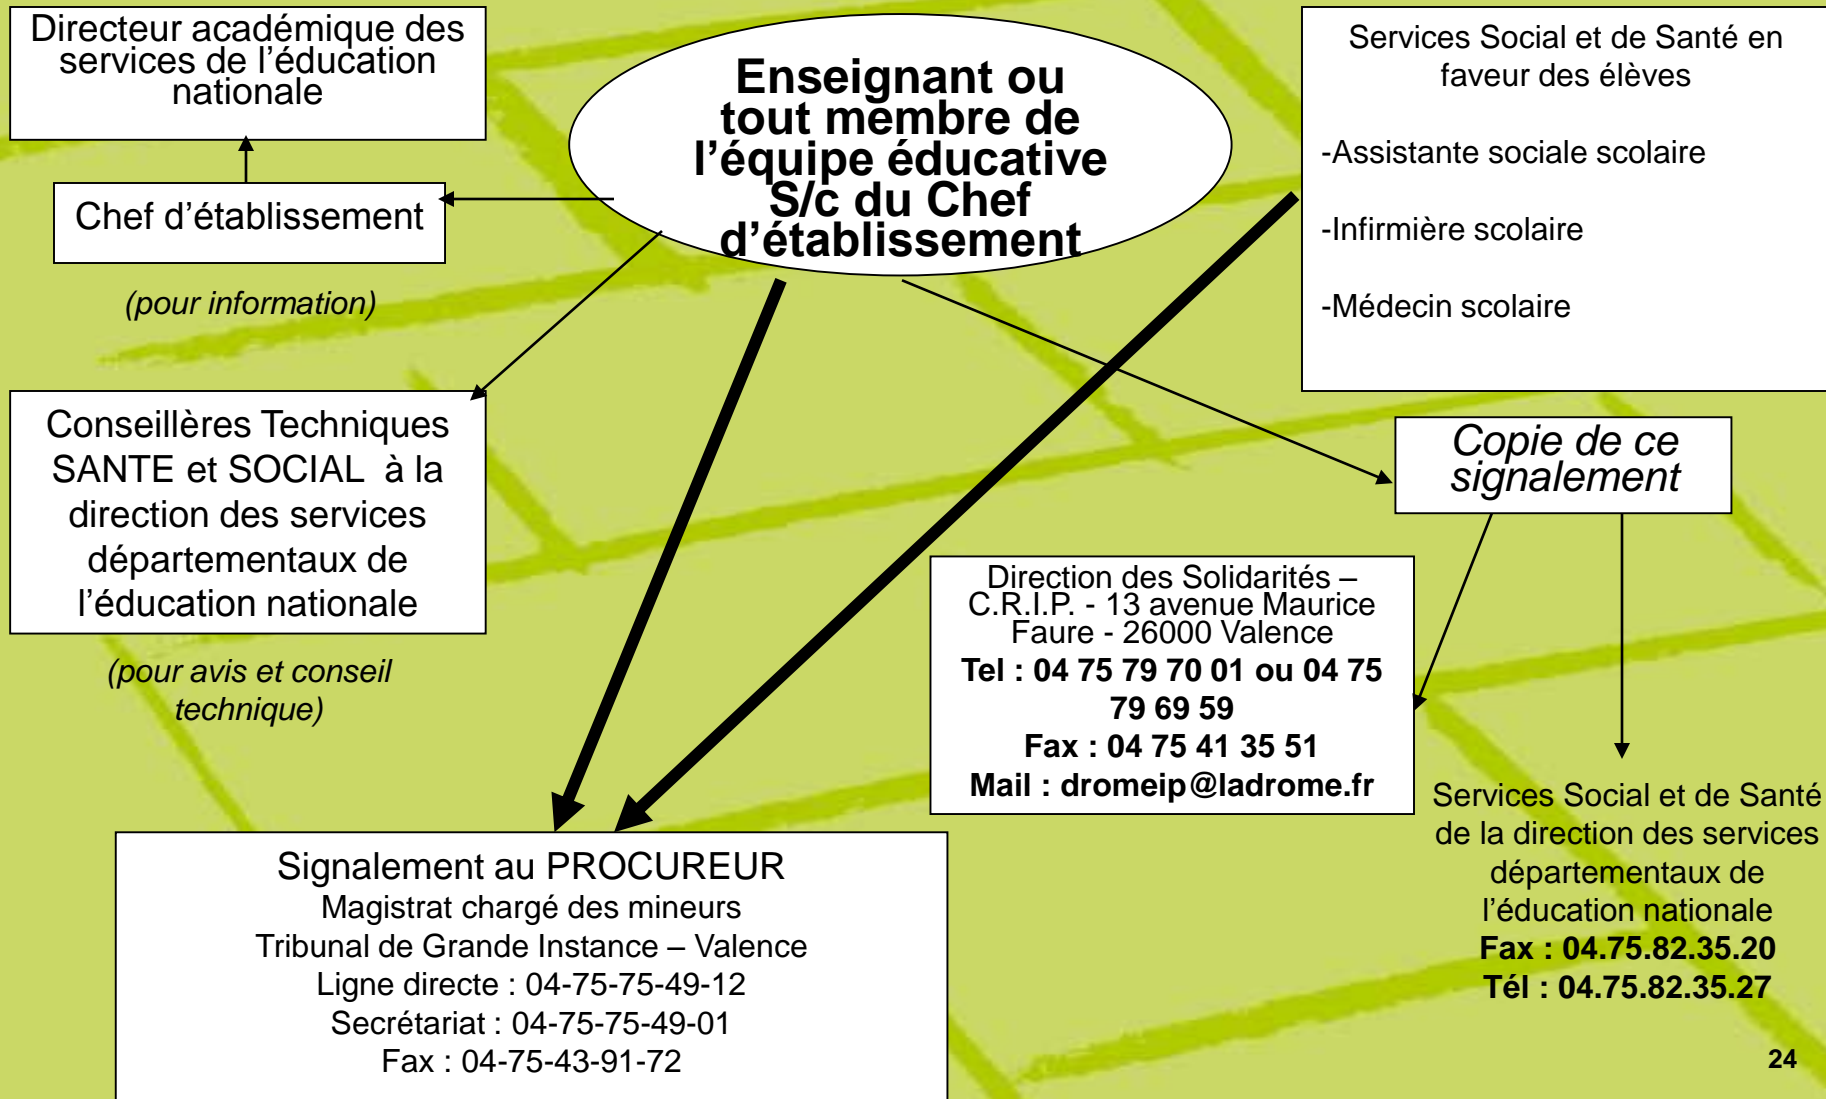 Directeur académique des
services de l’éducation
nationale
Chef d’établissement
(pour information)
Enseignant ou
tout membre de
l’équipe éducative
S/c du Chef
d’établissement
Services Social et de Santé en
faveur des élèves
-Assistante sociale scolaire
-Infirmière scolaire
-Médecin scolaire
Conseillères Techniques
SANTE et SOCIAL à la
direction des services
départementaux de
l’éducation nationale
(pour avis et conseil
technique)
Copie de ce
signalement
Direction des Solidarités –
C.R.I.P. - 13 avenue Maurice
Faure - 26000 Valence
Tel : 04 75 79 70 01 ou 04 75
79 69 59
Fax : 04 75 41 35 51
Mail : dromeip@ladrome.fr
Services Social et de Santé
de la direction des services
départementaux de
l’éducation nationale
Fax : 04.75.82.35.20
Tél : 04.75.82.35.27
Signalement au PROCUREUR
Magistrat chargé des mineurs
Tribunal de Grande Instance – Valence
Ligne directe : 04-75-75-49-12
Secrétariat : 04-75-75-49-01
Fax : 04-75-43-91-72
24